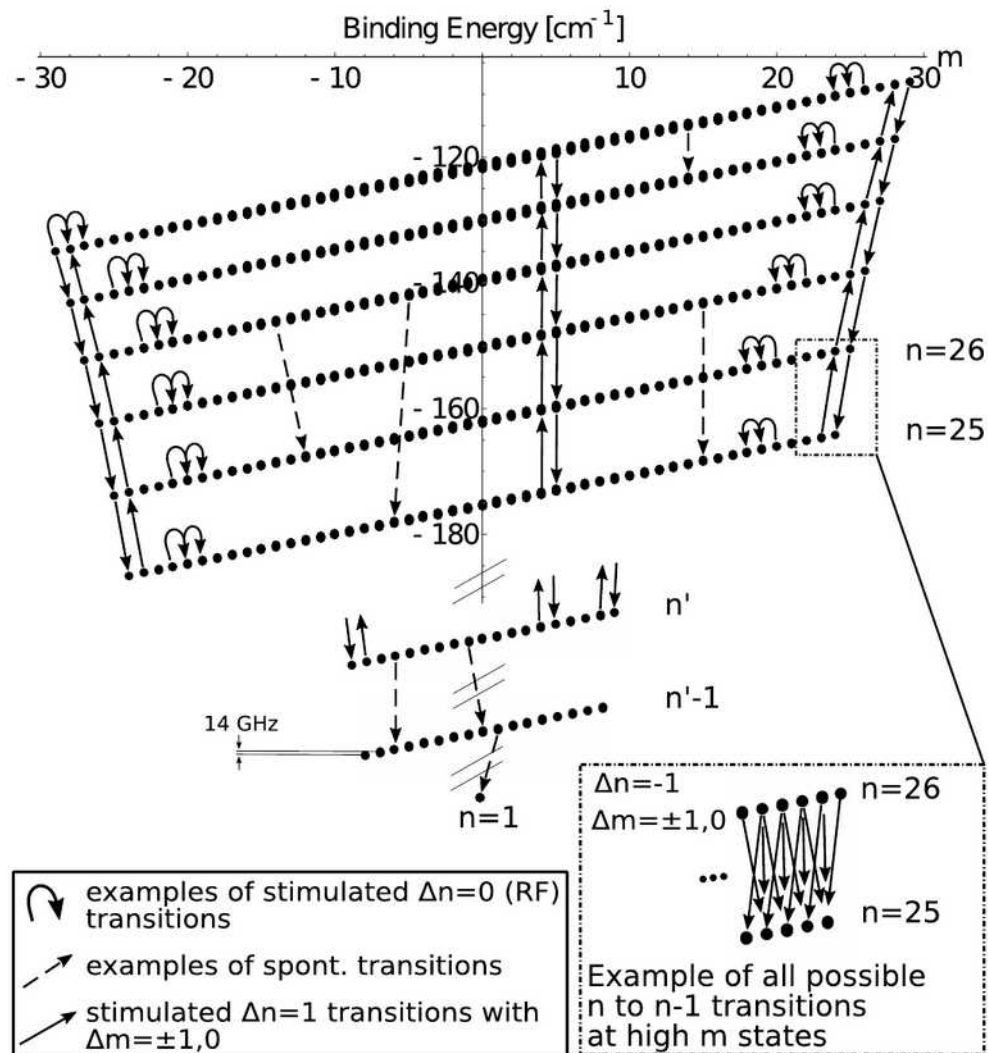 Binding Energy [cm-1]
- 30 - 20 - 10 10 20 30 m
- 120
- 140
- 160
- 180
n=26
n=25
n'
n'-1
14 GHz
n=1
Δn=-1
Δm=±1,0
n=26
...
n=25
Example of all possible
n to n-1 transitions
at high m states
examples of stimulated Δn=0 (RF)
transitions
examples of spont. transitions
stimulated Δn=1 transitions with
Δm=±1,0